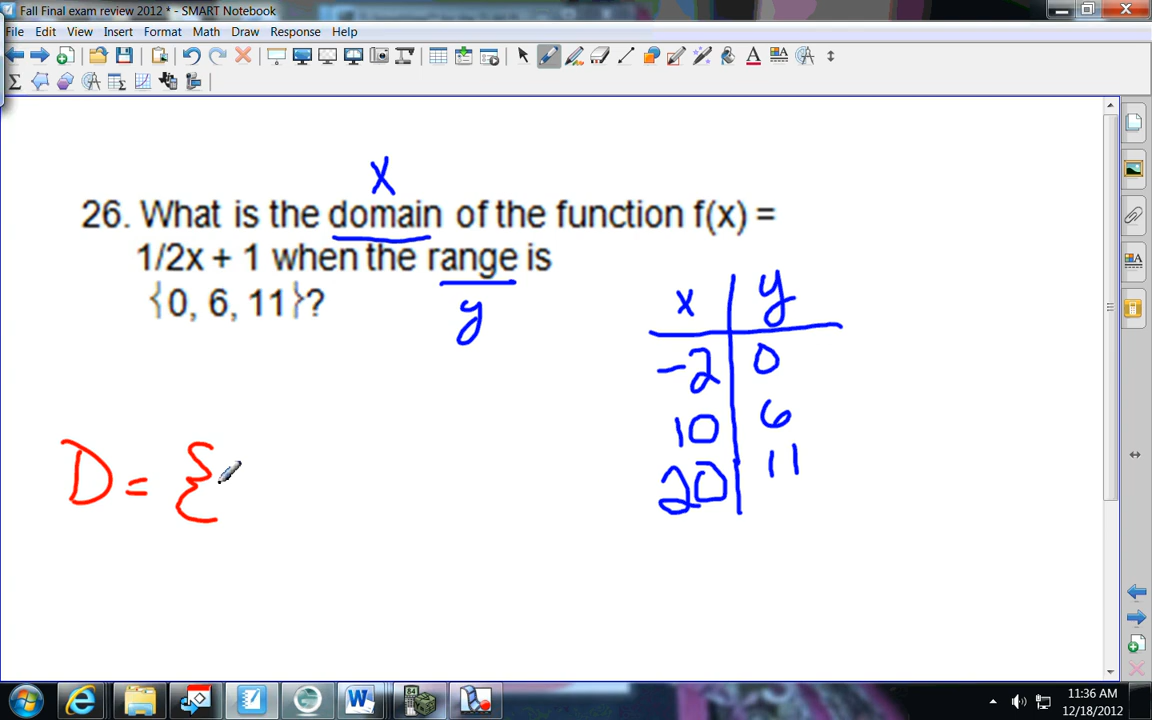 Fall Final exam review 2012 * - SMART Notebook
File Edit View Insert Format Math Draw Response Help
x
26. What is the domain of the function f(x) =
1/2x + 1 when the range is
{0, 6, 11}?
y
x y
-2 0
10 6
20 11
D = {
11:36 AM
12/18/2012